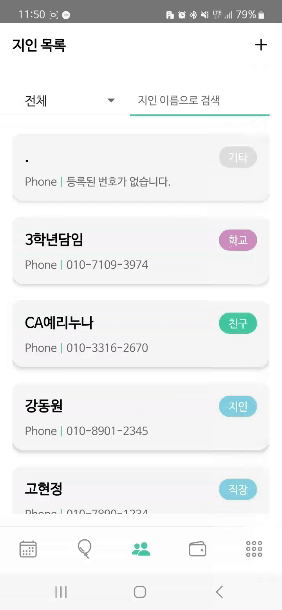 11:50 79%
지인 목록
전체 지인 이름으로 검색
. 기타
Phone | 등록된 번호가 없습니다.
3학년담임 학교
Phone | 010-7109-3974
CA예리누나 친구
Phone | 010-3316-2670
강동원 지인
Phone | 010-8901-2345
고현정 직장
Phone | 010-7890-1234